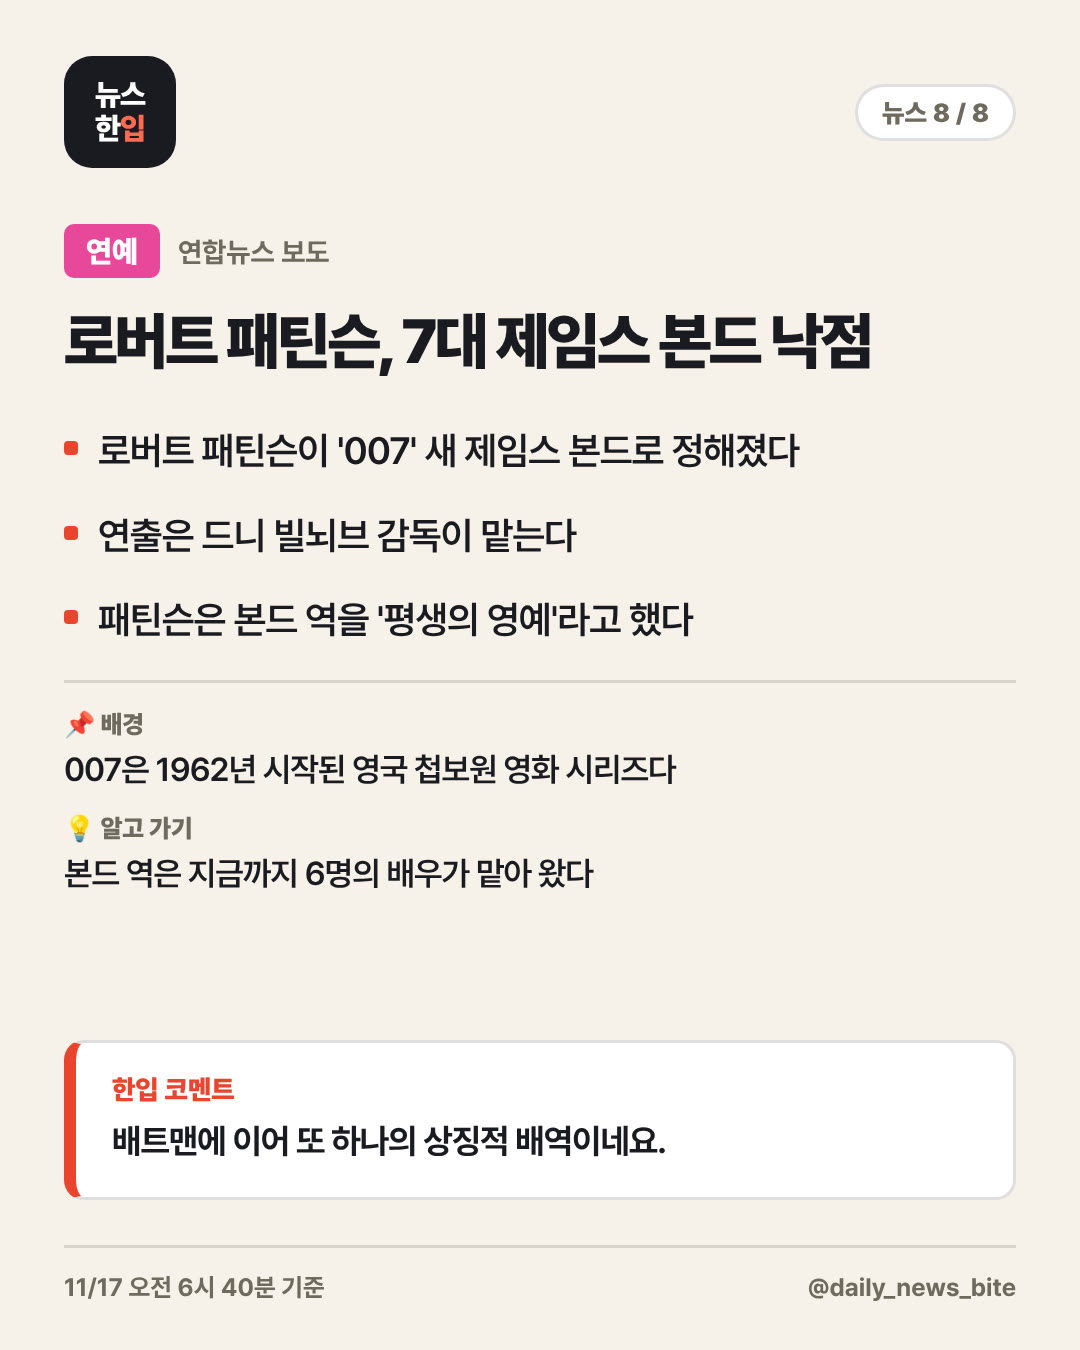 뉴스
한입
뉴스 8 / 8
연예
연합뉴스 보도
로버트 패틴슨, 7대 제임스 본드 낙점
로버트 패틴슨이 '007' 새 제임스 본드로 정해졌다
연출은 드니 빌뇌브 감독이 맡는다
패틴슨은 본드 역을 '평생의 영예'라고 했다
📌 배경
007은 1962년 시작된 영국 첩보원 영화 시리즈다
💡 알고 가기
본드 역은 지금까지 6명의 배우가 맡아 왔다
한입 코멘트
배트맨에 이어 또 하나의 상징적 배역이네요.
11/17 오전 6시 40분 기준
@daily_news_bite